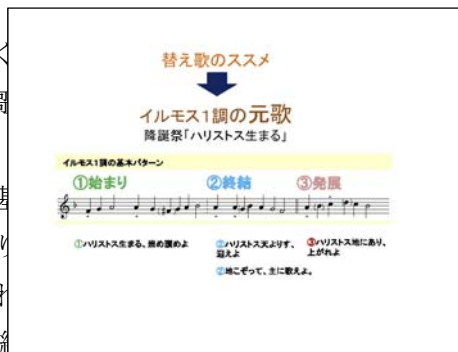 替え歌のススメ
イルモス1調の元歌
降誕祭「ハリストス生まる」
イルモス1調の基本パターン
①始まり ②終結 ③発展
①ハリストス生まる、崇め讃めよ
②ハリストス天よりす、
迎えよ
②地こぞって、主に歌えよ。
③ハリストス地にあり、
上がれよ